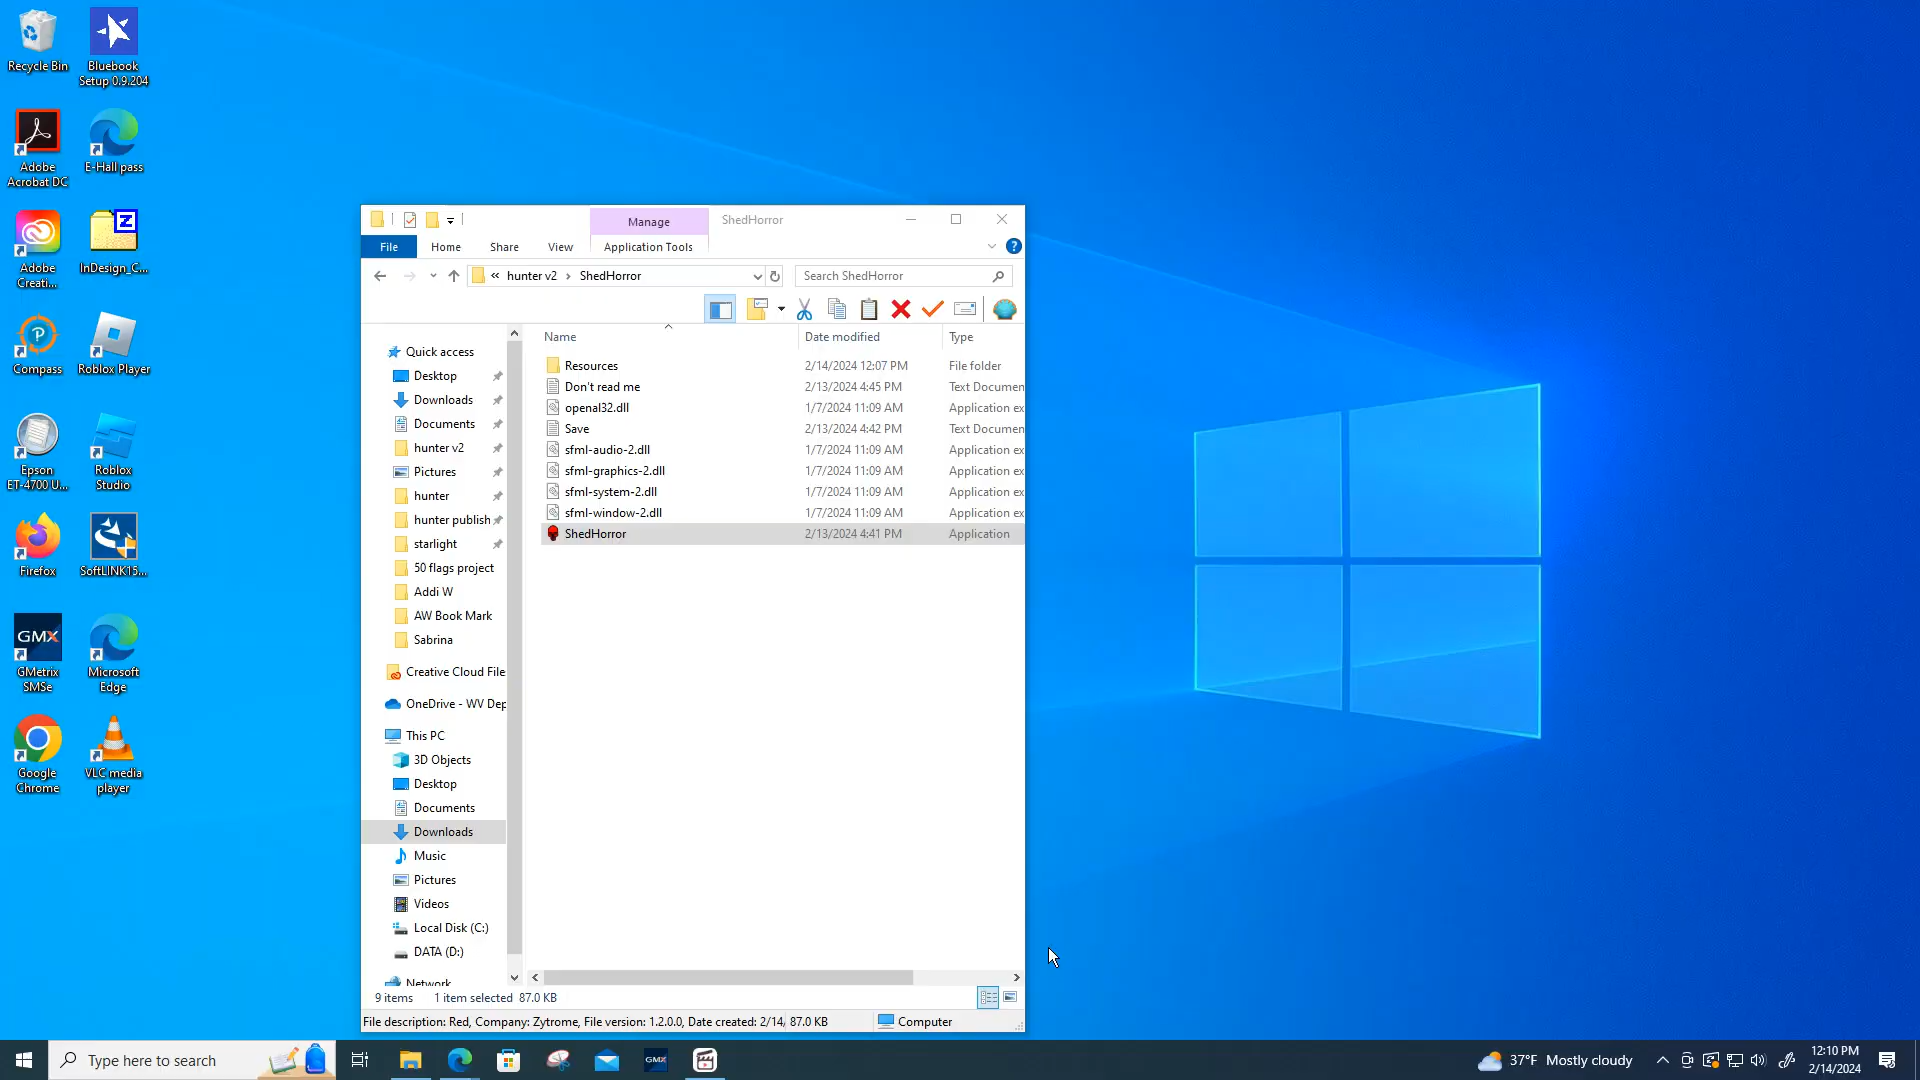 Recycle Bin
Bluebook
Setup 0.9.204
Adobe
Acrobat DC
E-Hall pass
Adobe
Creati...
InDesign_C...
Compass
Roblox Player
Epson
ET-4700 U...
Roblox
Studio
Firefox
SoftLINK15...
GMX
GMetrix
SMSe
Microsoft
Edge
Google
Chrome
VLC media
player
Manage
ShedHorror
File
Home
Share
View
Application Tools
« hunter v2 › ShedHorror
Search ShedHorror
Name
Date modified
Type
Resources 2/14/2024 12:07 PM File folder
Don't read me 2/13/2024 4:45 PM Text Documen
openal32.dll 1/7/2024 11:09 AM Application ex
Save 2/13/2024 4:42 PM Text Documen
sfml-audio-2.dll 1/7/2024 11:09 AM Application ex
sfml-graphics-2.dll 1/7/2024 11:09 AM Application ex
sfml-system-2.dll 1/7/2024 11:09 AM Application ex
sfml-window-2.dll 1/7/2024 11:09 AM Application ex
ShedHorror 2/13/2024 4:41 PM Application
Quick access
Desktop
Downloads
Documents
hunter v2
Pictures
hunter
hunter publish
starlight
50 flags project
Addi W
AW Book Mark
Sabrina
Creative Cloud File
OneDrive - WV Dep
This PC
3D Objects
Desktop
Documents
Downloads
Music
Pictures
Videos
Local Disk (C:)
DATA (D:)
Network
9 items 1 item selected 87.0 KB
File description: Red, Company: Zytrome, File version: 1.2.0.0, Date created: 2/14/ 87.0 KB
Computer
Type here to search
GMX
37°F Mostly cloudy
12:10 PM
2/14/2024